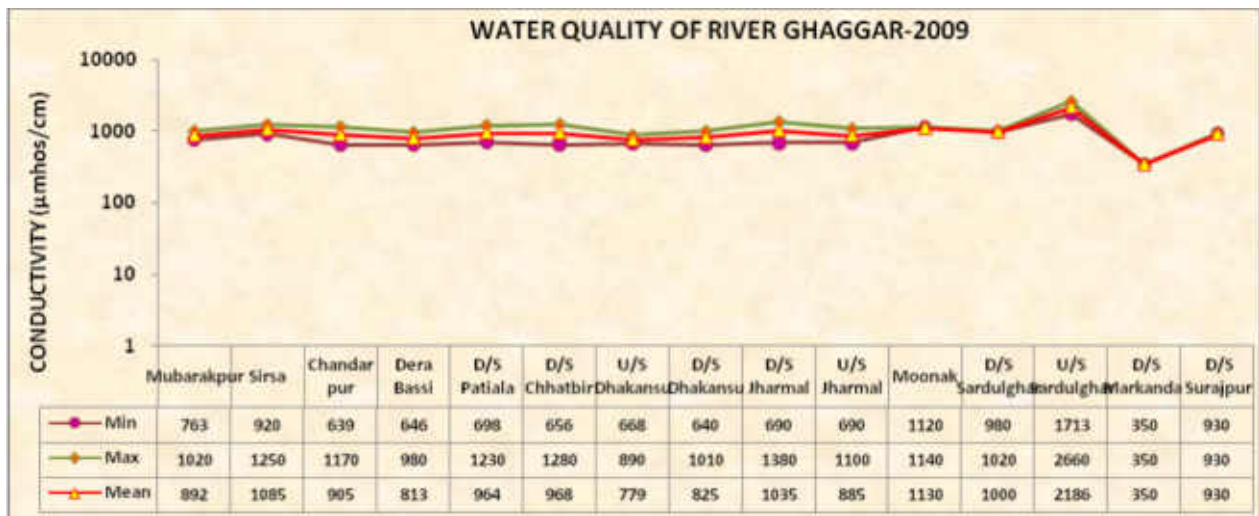 WATER QUALITY OF RIVER GHAGGAR-2009
CONDUCTIVITY (µmhos/cm)
10000
1000
100
10
1
Mubarakpur Sirsa Chandar pur Dera Bassi D/S Patiala D/S Chhatbir U/S Dhakansu D/S Dhakansu D/S Jharmal U/S Jharmal Moonak D/S Sardulghar U/S Sardulghar D/S Markanda D/S Surajpur
Min 763 920 639 646 698 656 668 640 690 690 1120 980 1713 350 930
Max 1020 1250 1170 980 1230 1280 890 1010 1380 1100 1140 1020 2660 350 930
Mean 892 1085 905 813 964 968 779 825 1035 885 1130 1000 2186 350 930